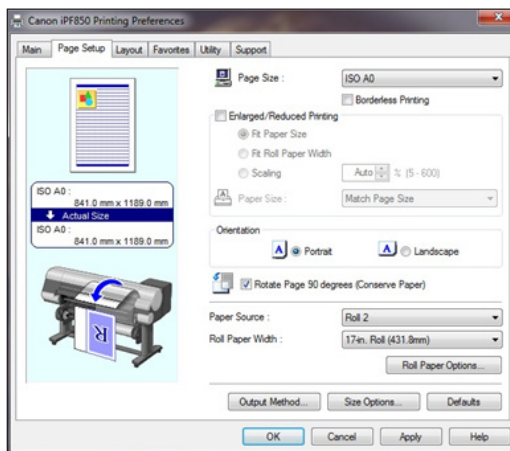 Canon iPF850 Printing Preferences
Main Page Setup Layout Favorites Utility Support
Page Size : ISO A0
Borderless Printing
Enlarged/Reduced Printing
Fit Paper Size
Fit Roll Paper Width
Scaling Auto % (5 - 600)
Paper Size : Match Page Size
ISO A0 :
841.0 mm x 1189.0 mm
Actual Size
ISO A0 :
841.0 mm x 1189.0 mm
Orientation
A Portrait A Landscape
R
Rotate Page 90 degrees (Conserve Paper)
Paper Source : Roll 2
Roll Paper Width : 17-in. Roll (431.8mm)
Roll Paper Options...
Output Method... Size Options... Defaults
OK Cancel Apply Help